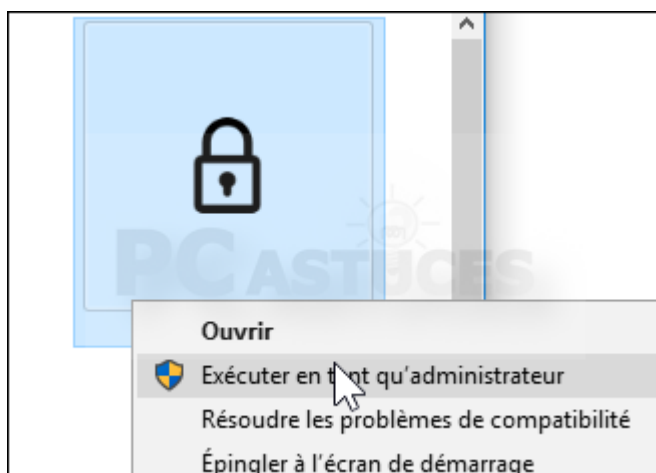 PC ASTUCES
Ouvrir
Exécuter en tant qu'administrateur
Résoudre les problèmes de compatibilité
Épingler à l'écran de démarrage